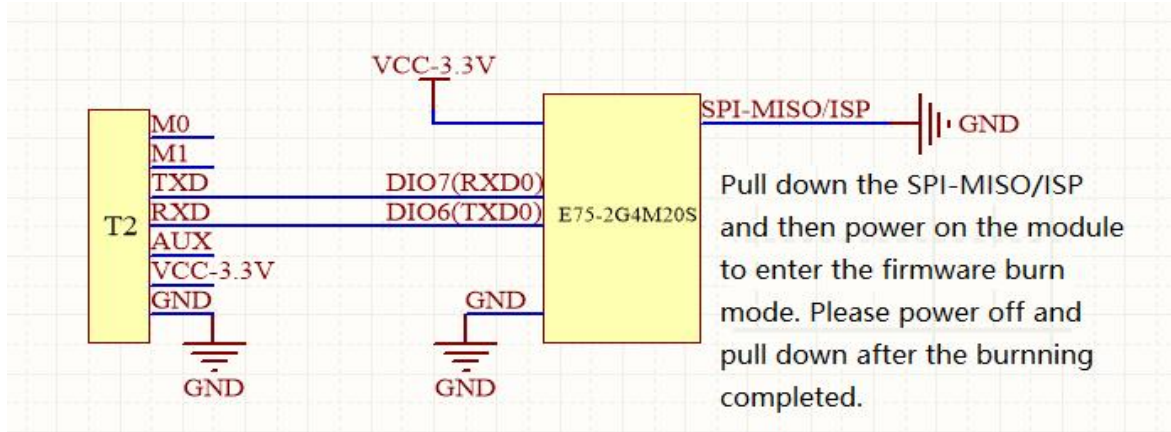 VCC-3.3V
SPI-MISO/ISP
GND
M0
M1
TXD
RXD
AUX
VCC-3.3V
GND
T2
GND
DIO7(RXD0)
DIO6(TXD0)
E75-2G4M20S
GND
GND
Pull down the SPI-MISO/ISP
and then power on the module
to enter the firmware burn
mode. Please power off and
pull down after the burnning
completed.